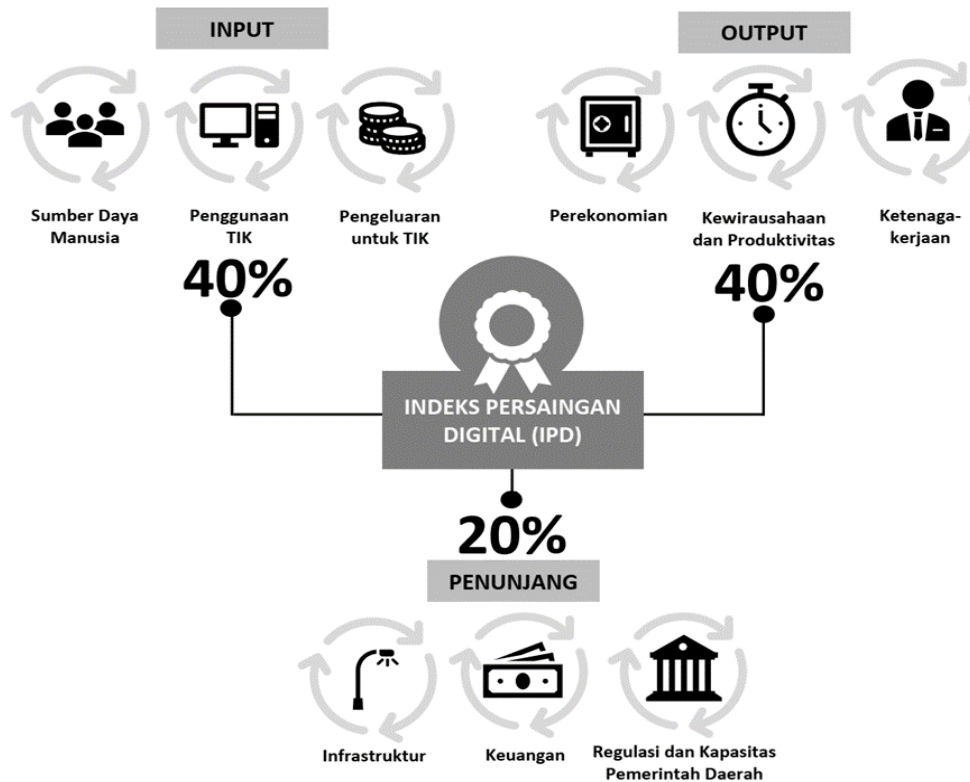 INPUT
Sumber Daya
Manusia
Penggunaan
TIK
Pengeluaran
untuk TIK
40%
OUTPUT
Perekonomian
Kewirausahaan
dan Produktivitas
Ketenaga-
kerjaan
40%
INDEKS PERSAINGAN
DIGITAL (IPD)
20%
PENUNJANG
Infrastruktur
Keuangan
Regulasi dan Kapasitas
Pemerintah Daerah